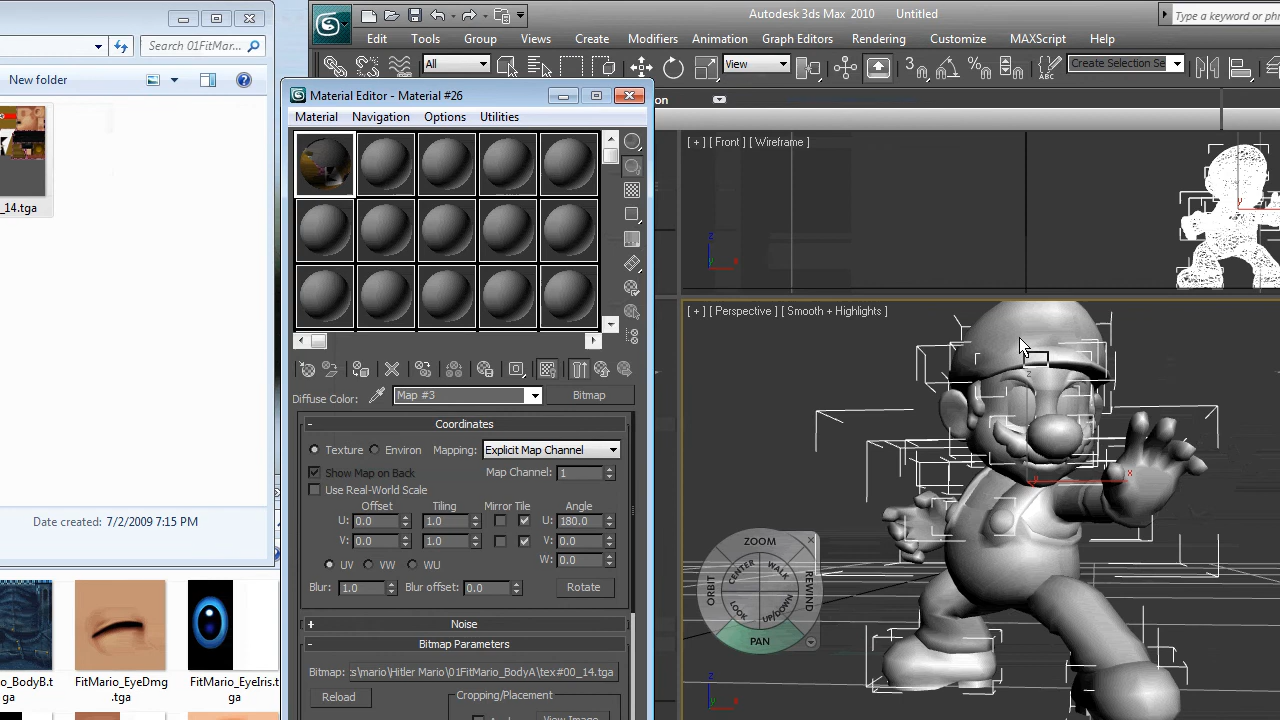 Autodesk 3ds Max 2010 Untitled
Type a keyword or phr
Search 01FitMar...
Edit Tools Group Views Create Modifiers Animation Graph Editors Customize MAXScript Help
New folder
All
View
3
Create Selection Se
Material Editor - Material #26
on
Material Navigation Options Utilities
[ + ] [ Front ] [ Wireframe ]
_14.tga
z
x
y
[ + ] [ Perspective ] [ Smooth + Highlights ]
Diffuse Color:
Map #3
Bitmap
Coordinates
Texture Environ Mapping: Explicit Map Channel
Show Map on Back Map Channel: 1
Use Real-World Scale
Offset Tiling Mirror Tile Angle
U: 0.0 1.0 U: 180.0
V: 0.0 1.0 V: 0.0
W: 0.0
UV VW WU
Blur: 1.0 Blur offset: 0.0 Rotate
Date created: 7/2/2009 7:15 PM
Noise
Bitmap Parameters
Bitmap: :s\mario\Hitler Mario\01FitMario_BodyA\tex#00_14.tga
Reload
Cropping/Placement
View Image
ZOOM
ORBIT
CENTER
WALK
REWIND
LOOK
UP/DOWN
PAN
_BodyB.t
ga
FitMario_EyeDmg
.tga
FitMario_EyeIris.t
ga